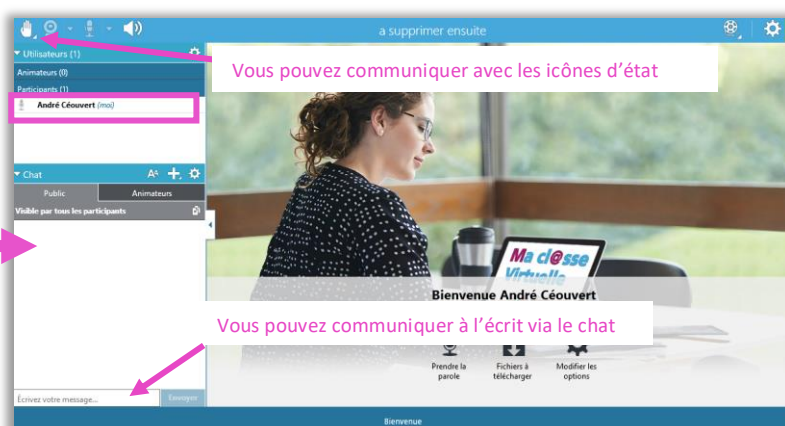 a supprimer ensuite
Utilisateurs (1)
Vous pouvez communiquer avec les icônes d’état
Animateurs (0)
Participants (1)
André Céouvert (moi)
Chat
Public
Animateurs
Visible par tous les participants
Ma cl@sse
Virtuelle
Bienvenue André Céouvert
Vous pouvez communiquer à l’écrit via le chat
Prendre la
parole
Fichiers à
télécharger
Modifier les
options
Écrivez votre message...
Envoyer
Bienvenue